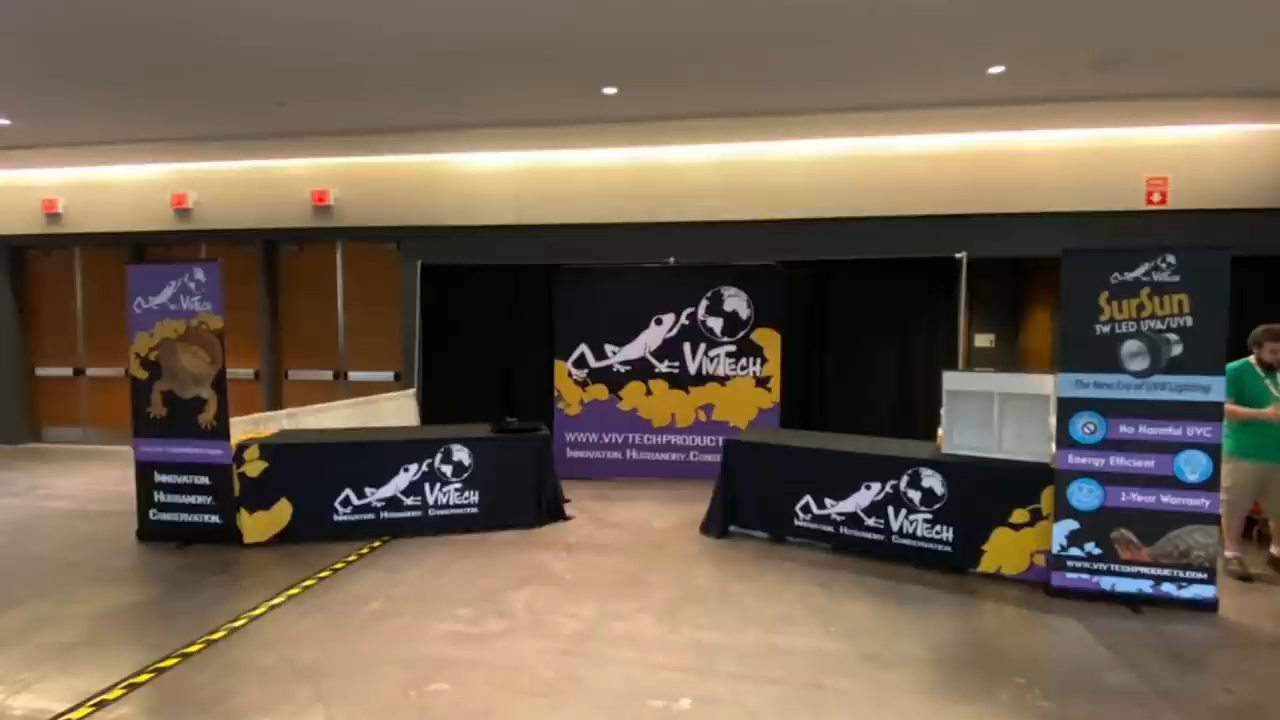 VIVTECH
INNOVATION.
HUSBANDRY.
CONSERVATION.
VIVTECH
INNOVATION. HUSBANDRY. CONSERVATION.
VIVTECH
WWW.VIVTECHPRODUCT
INNOVATION. HUSBANDRY. CONSE
VIVTECH
INNOVATION. HUSBANDRY. CONSERVATION.
VIVTECH
SurSun
5W LED UVA/UVB
The New Era of UVB Lighting
No Harmful UVC
Energy Efficient
1-Year Warranty
WWW.VIVTECHPRODUCTS.COM